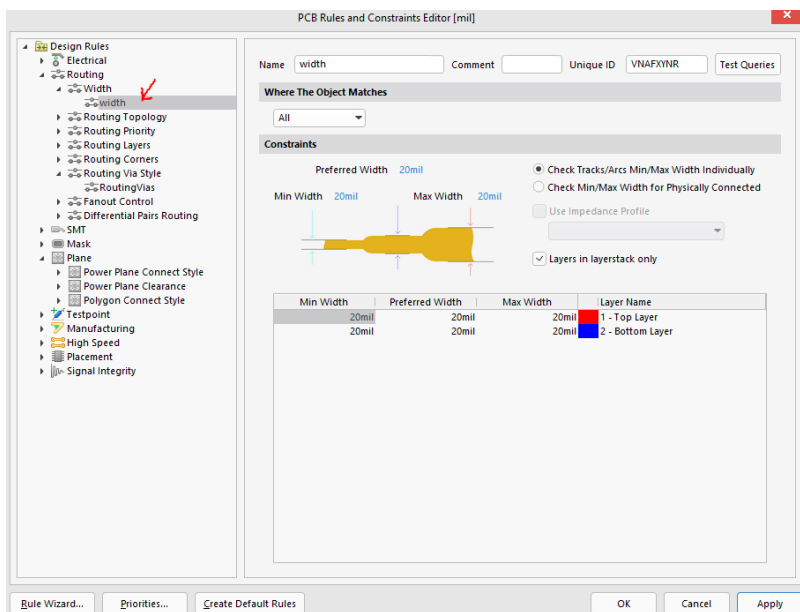 PCB Rules and Constraints Editor [mil]
Design Rules
Electrical
Routing
Width
width
Routing Topology
Routing Priority
Routing Layers
Routing Corners
Routing Via Style
RoutingVias
Fanout Control
Differential Pairs Routing
SMT
Mask
Plane
Power Plane Connect Style
Power Plane Clearance
Polygon Connect Style
Testpoint
Manufacturing
High Speed
Placement
Signal Integrity
Name width Comment Unique ID VNAFXYNR Test Queries
Where The Object Matches
All
Constraints
Preferred Width 20mil
Min Width 20mil Max Width 20mil
Check Tracks/Arcs Min/Max Width Individually
Check Min/Max Width for Physically Connected
Use Impedance Profile
Layers in layerstack only
Min Width Preferred Width Max Width Layer Name
20mil 20mil 20mil 1 - Top Layer
20mil 20mil 20mil 2 - Bottom Layer
Rule Wizard... Priorities... Create Default Rules OK Cancel Apply